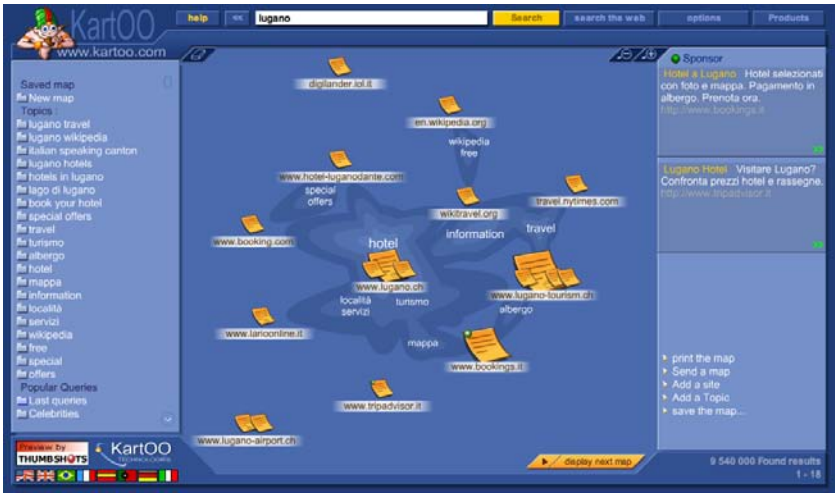 KartOO
www.kartoo.com
help
<<
lugano
Search
search the web
options
Products
Saved map
0
New map
Topics
lugano travel
lugano wikipedia
italian speaking canton
lugano hotels
hotels in lugano
lago di lugano
book your hotel
special offers
travel
turismo
albergo
hotel
mappa
information
località
servizi
wikipedia
free
special
offers
Popular Queries
Last queries
Celebrities
Preview by
THUMBSHOTS
KartOO
TECHNOLOGIES
digilander.iol.it
en.wikipedia.org
wikipedia
free
www.hotel-luganodante.com
special
offers
wikitravel.org
travel.nytimes.com
www.booking.com
hotel
information
travel
www.lugano.ch
www.lugano-tourism.ch
località
servizi
turismo
albergo
www.larioonline.it
mappa
www.bookings.it
www.tripadvisor.it
www.lugano-airport.ch
display next map
Sponsor
Hotel a Lugano Hotel selezionati
con foto e mappa. Pagamento in
albergo. Prenota ora.
http://www.bookings.it
>>
Lugano Hotel Visitare Lugano?
Confronta prezzi hotel e rassegne.
http://www.tripadvisor.it
>>
print the map
Send a map
Add a site
Add a Topic
save the map...
9 540 000 Found results
1 - 18